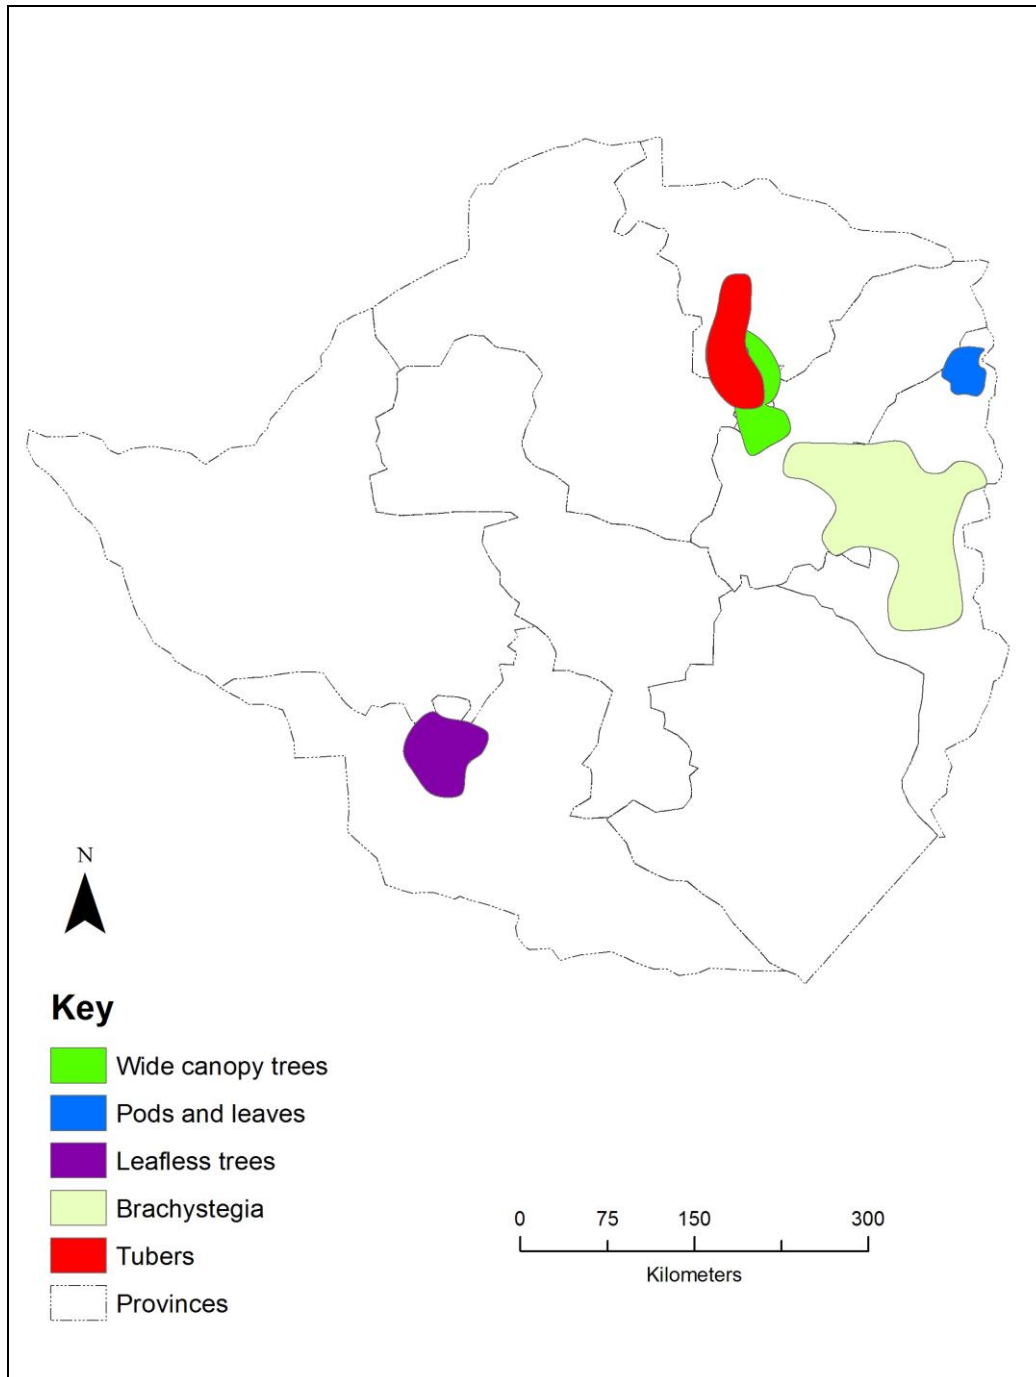 N
Key
Wide canopy trees
Pods and leaves
Leafless trees
Brachystegia
Tubers
Provinces
0 75 150 300
Kilometers